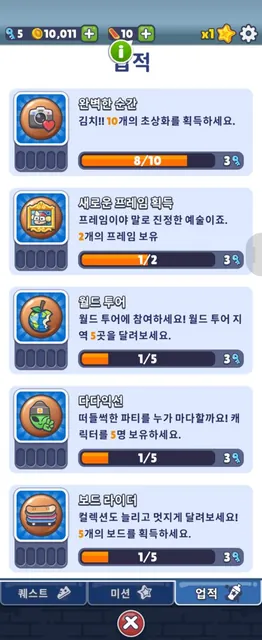 5 10,011 10 x1
업적
완벽한 순간
김치!! 10개의 초상화를 획득하세요.
8/10 3
새로운 프레임 획득
프레임이야 말로 진정한 예술이죠.
2개의 프레임 보유
1/2 3
월드 투어
월드 투어에 참여하세요! 월드 투어 지
역 5곳을 달려보세요.
1/5 3
다다익선
떠들썩한 파티를 누가 마다할까요! 캐
릭터를 5명 보유하세요.
1/5 3
보드 라이더
컬렉션도 늘리고 멋지게 달려보세요!
5개의 보드를 획득하세요.
1/5 3
퀘스트 미션 업적